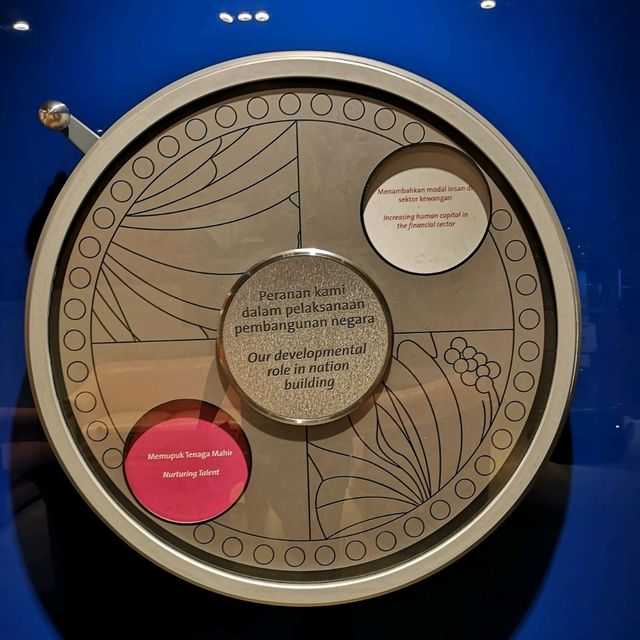 Menambahkan modal insan di
sektor kewangan
Increasing human capital in
the financial sector
Peranan kami
dalam pelaksanaan
pembangunan negara
Our developmental
role in nation
building
Memupuk Tenaga Mahir
Nurturing Talent